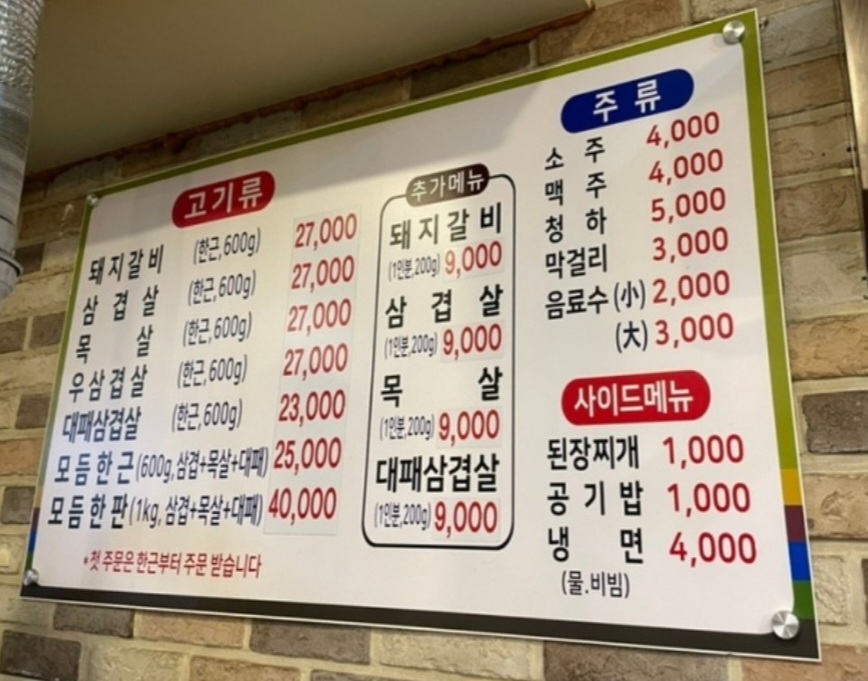 고기류
돼지갈비 (한근,600g) 27,000
삼겹살 (한근,600g) 27,000
목살 (한근,600g) 27,000
우삼겹살 (한근,600g) 27,000
대패삼겹살 (한근,600g) 23,000
모듬한근(600g,삼겹+목살+대패) 25,000
모듬한판(1kg, 삼겹+목살+대패) 40,000
*첫 주문은 한근부터 주문 받습니다
추가메뉴
돼지갈비
(1인분,200g) 9,000
삼겹살
(1인분,200g) 9,000
목살
(1인분,200g) 9,000
대패삼겹살
(1인분,200g) 9,000
주류
소주 4,000
맥주 4,000
청하 5,000
막걸리 3,000
음료수(小) 2,000
(大) 3,000
사이드메뉴
된장찌개 1,000
공기밥 1,000
냉면 4,000
(물.비빔)